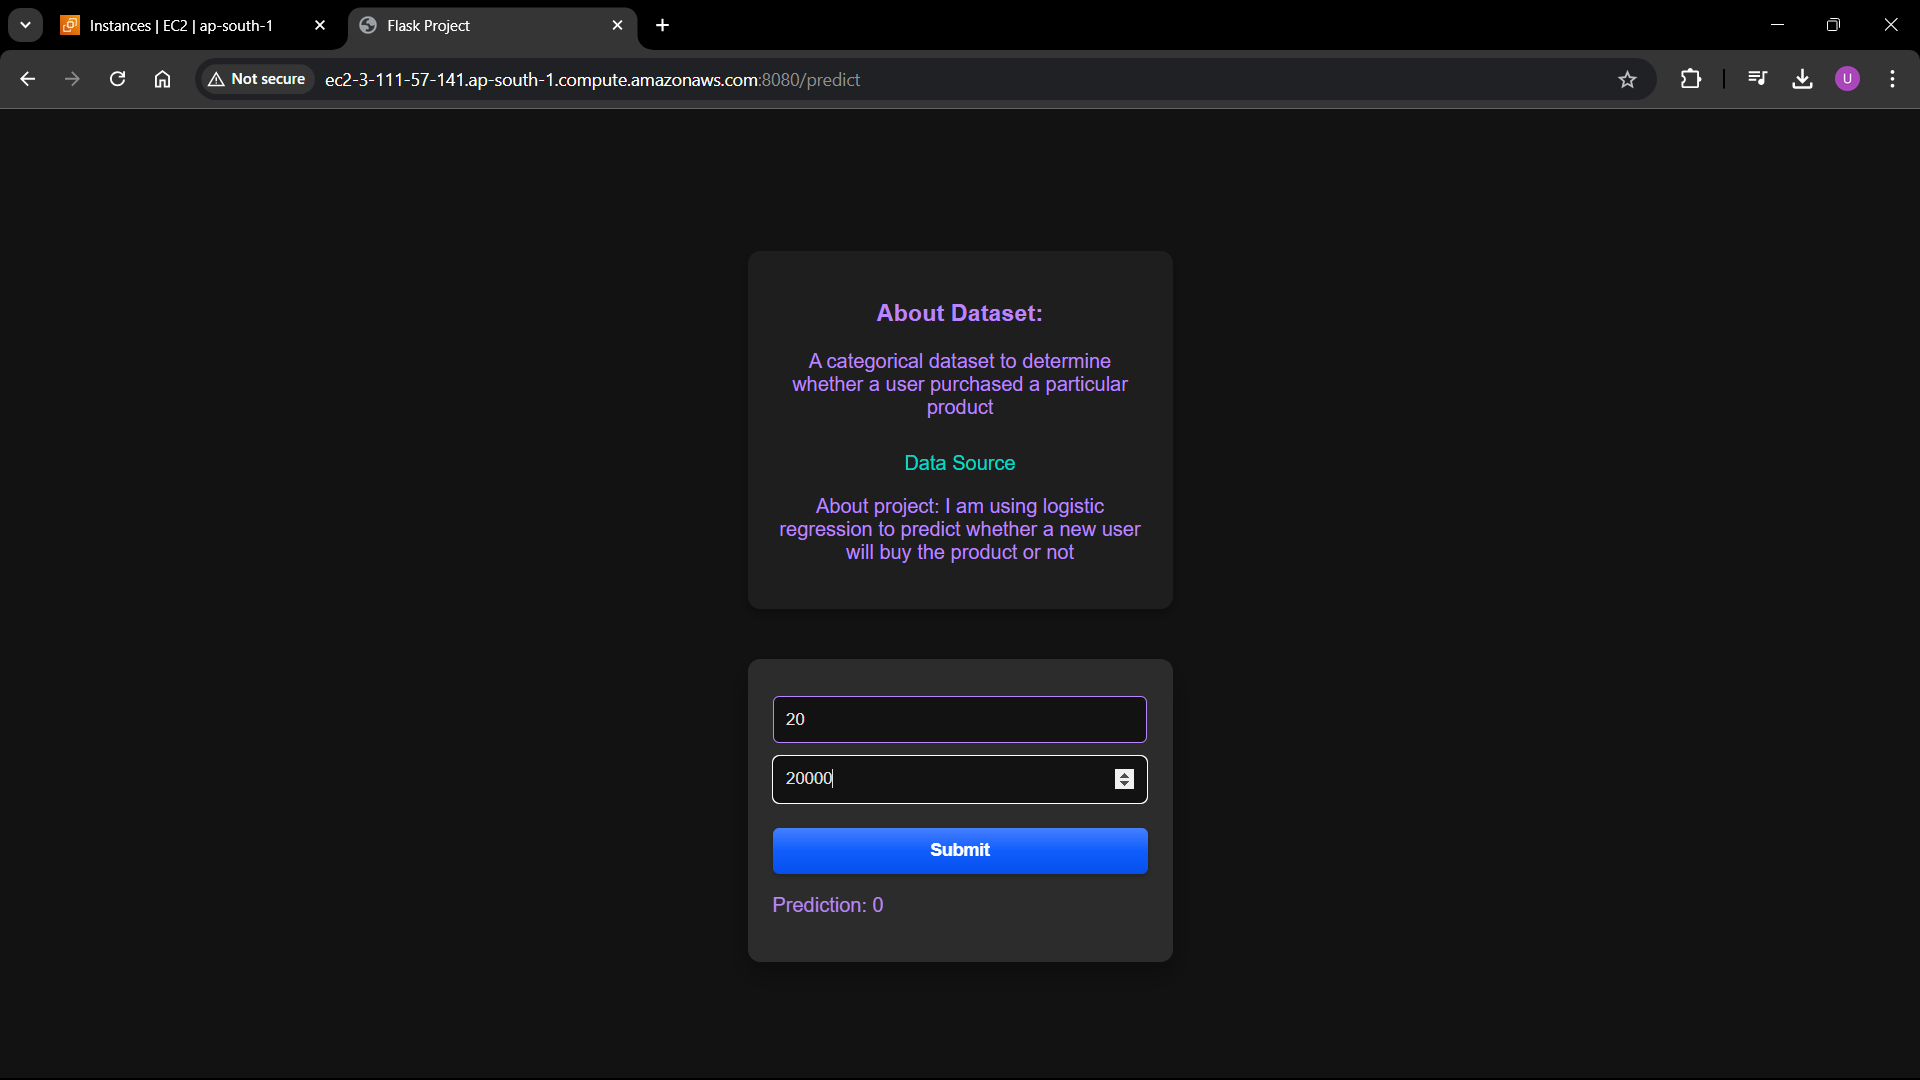 Instances | EC2 | ap-south-1
Flask Project
Not secure
ec2-3-111-57-141.ap-south-1.compute.amazonaws.com:8080/predict
U
About Dataset:
A categorical dataset to determine
whether a user purchased a particular
product
Data Source
About project: I am using logistic
regression to predict whether a new user
will buy the product or not
20
20000
Submit
Prediction: 0